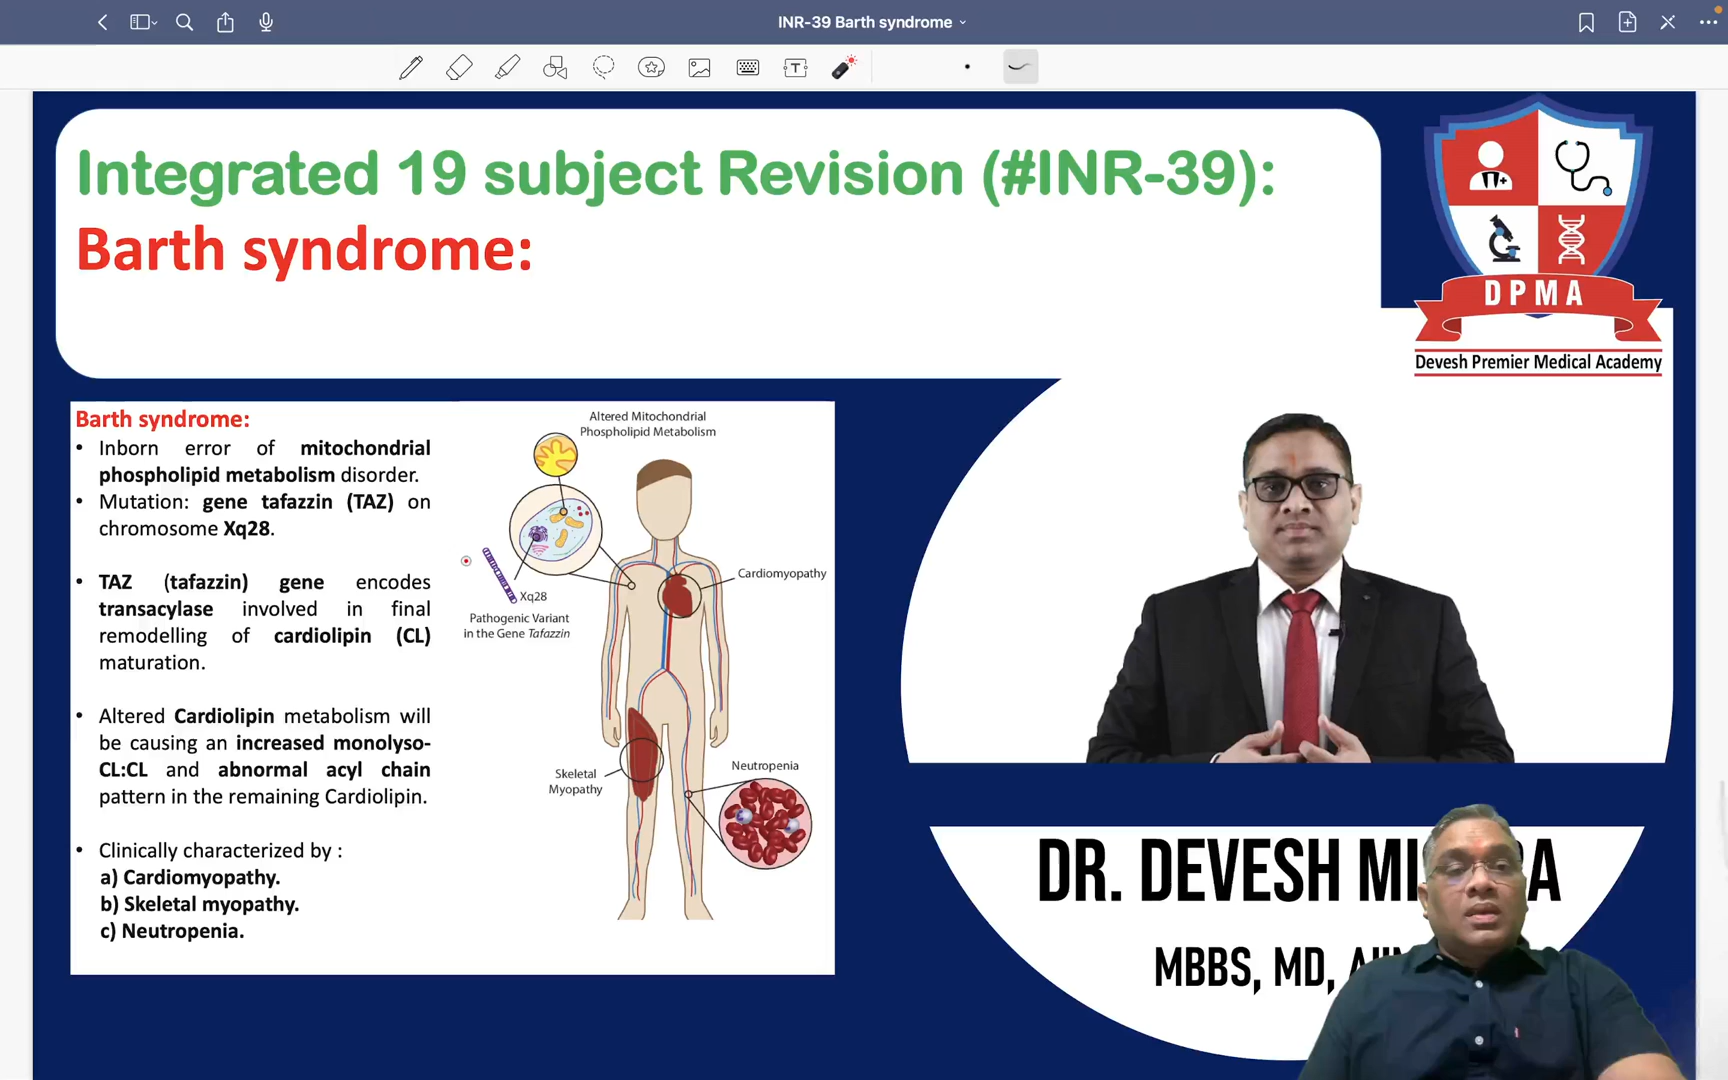 INR-39 Barth syndrome
Integrated 19 subject Revision (#INR-39):
Barth syndrome:
DPMA
Devesh Premier Medical Academy
Barth syndrome:
• Inborn error of mitochondrial
phospholipid metabolism disorder.
• Mutation: gene tafazzin (TAZ) on
chromosome Xq28.
• TAZ (tafazzin) gene encodes
transacylase involved in final
remodelling of cardiolipin (CL)
maturation.
• Altered Cardiolipin metabolism will
be causing an increased monolyso-
CL:CL and abnormal acyl chain
pattern in the remaining Cardiolipin.
• Clinically characterized by :
a) Cardiomyopathy.
b) Skeletal myopathy.
c) Neutropenia.
Altered Mitochondrial
Phospholipid Metabolism
Xq28
Pathogenic Variant
in the Gene Tafazzin
Cardiomyopathy
Skeletal
Myopathy
Neutropenia
DR. DEVESH
MBBS, MD,